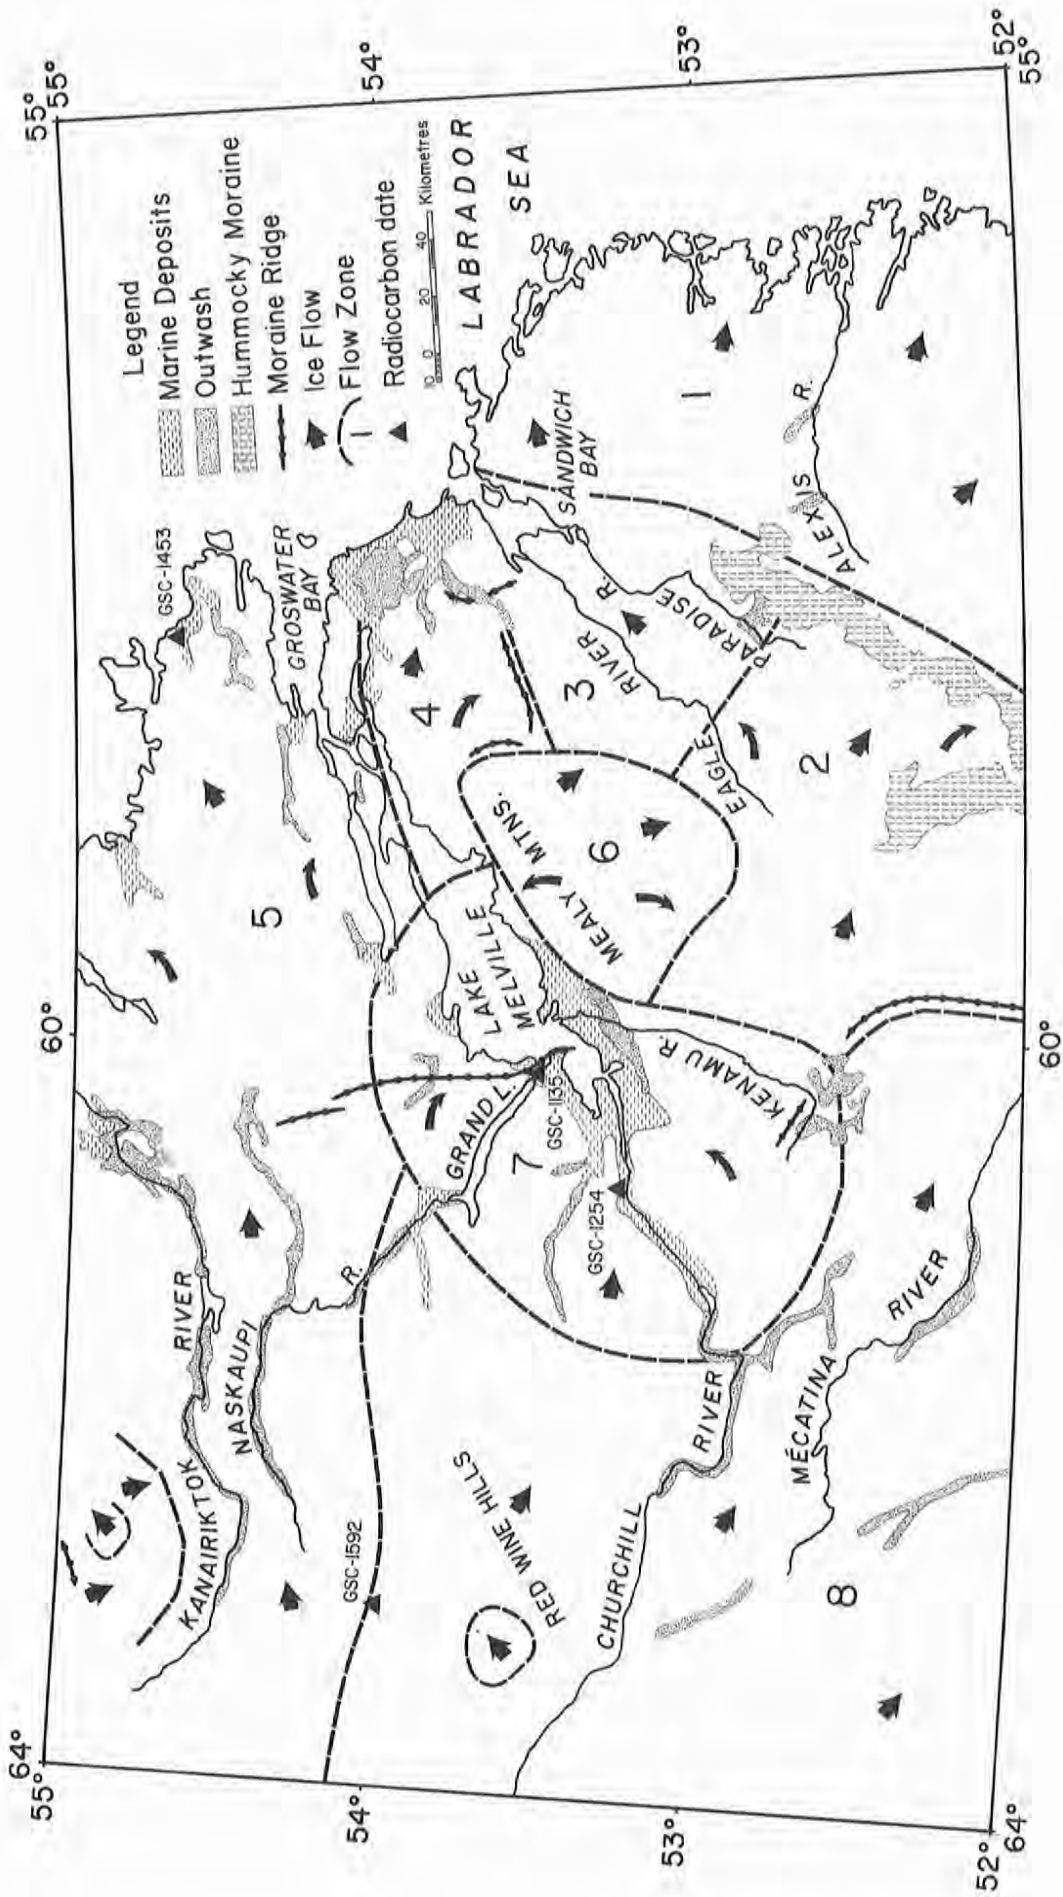 55°
55°
54°
53°
52°
55°
Legend
Marine Deposits
Outwash
Hummocky Moraine
Moraine Ridge
Ice Flow
1
Flow Zone
Radiocarbon date
10 0 20 40 Kilometres
LABRADOR
SEA
GSC-1453
GROSWATER
BAY
SANDWICH
BAY
1
ALEXIS R.
PARADISE R.
EAGLE RIVER
3
4
2
5
6
MEALY MTNS.
LAKE
MELVILLE
60°
60°
KENAMU R.
GRAND L.
GSC-1135
7
GSC-1254
NASKAUPI R.
KANAIRIKTOK RIVER
GSC-1592
RED WINE HILLS
CHURCHILL RIVER
MÉCATINA RIVER
8
64°
55°
54°
53°
52°
64°